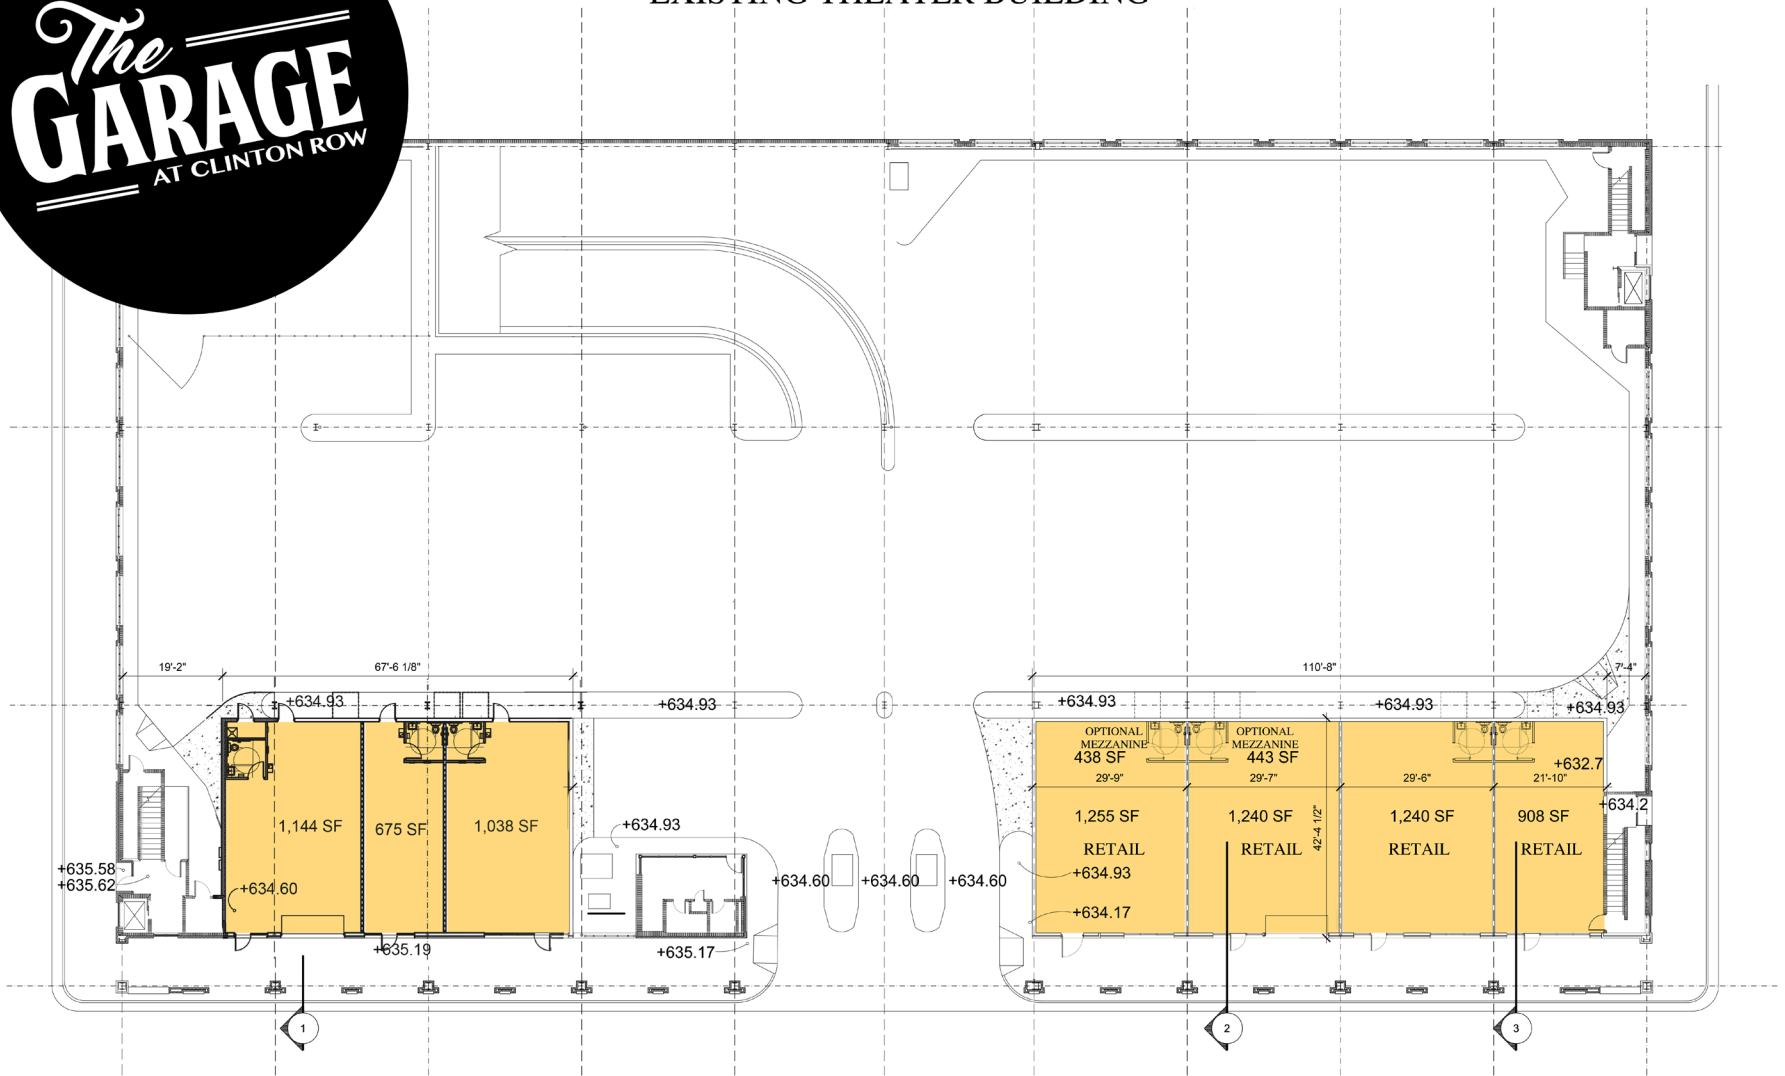 EXISTING THEATER BUILDING
The
GARAGE
AT CLINTON ROW
19'-2"
67'-6 1/8"
110'-8"
7'-4"
+634.93
+634.93
+634.93
+634.93
+634.93
OPTIONAL
MEZZANINE
438 SF
OPTIONAL
MEZZANINE
443 SF
+632.7
29'-9"
29'-7"
29'-6"
21'-10"
+634.2
1,144 SF
675 SF
1,038 SF
+634.93
1,255 SF
1,240 SF
1,240 SF
908 SF
42'-4 1/2"
RETAIL
RETAIL
RETAIL
RETAIL
+635.58
+635.62
+634.60
+634.60
+634.60
+634.60
+634.93
+634.17
+635.19
+635.17
1
2
3